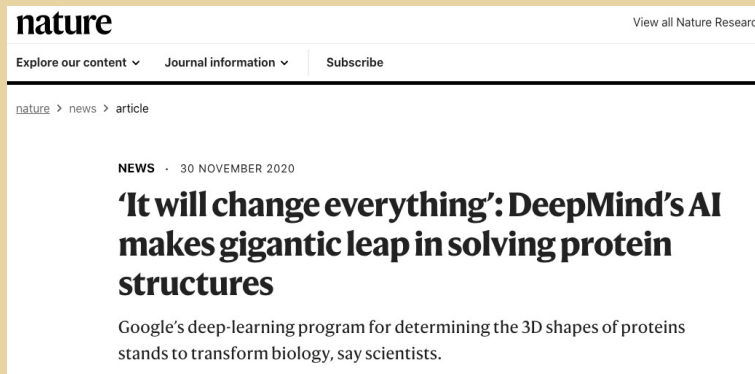 nature
View all Nature Researc
Explore our content Journal information Subscribe
nature > news > article
NEWS · 30 NOVEMBER 2020
‘It will change everything’: DeepMind’s AI
makes gigantic leap in solving protein
structures
Google’s deep-learning program for determining the 3D shapes of proteins
stands to transform biology, say scientists.